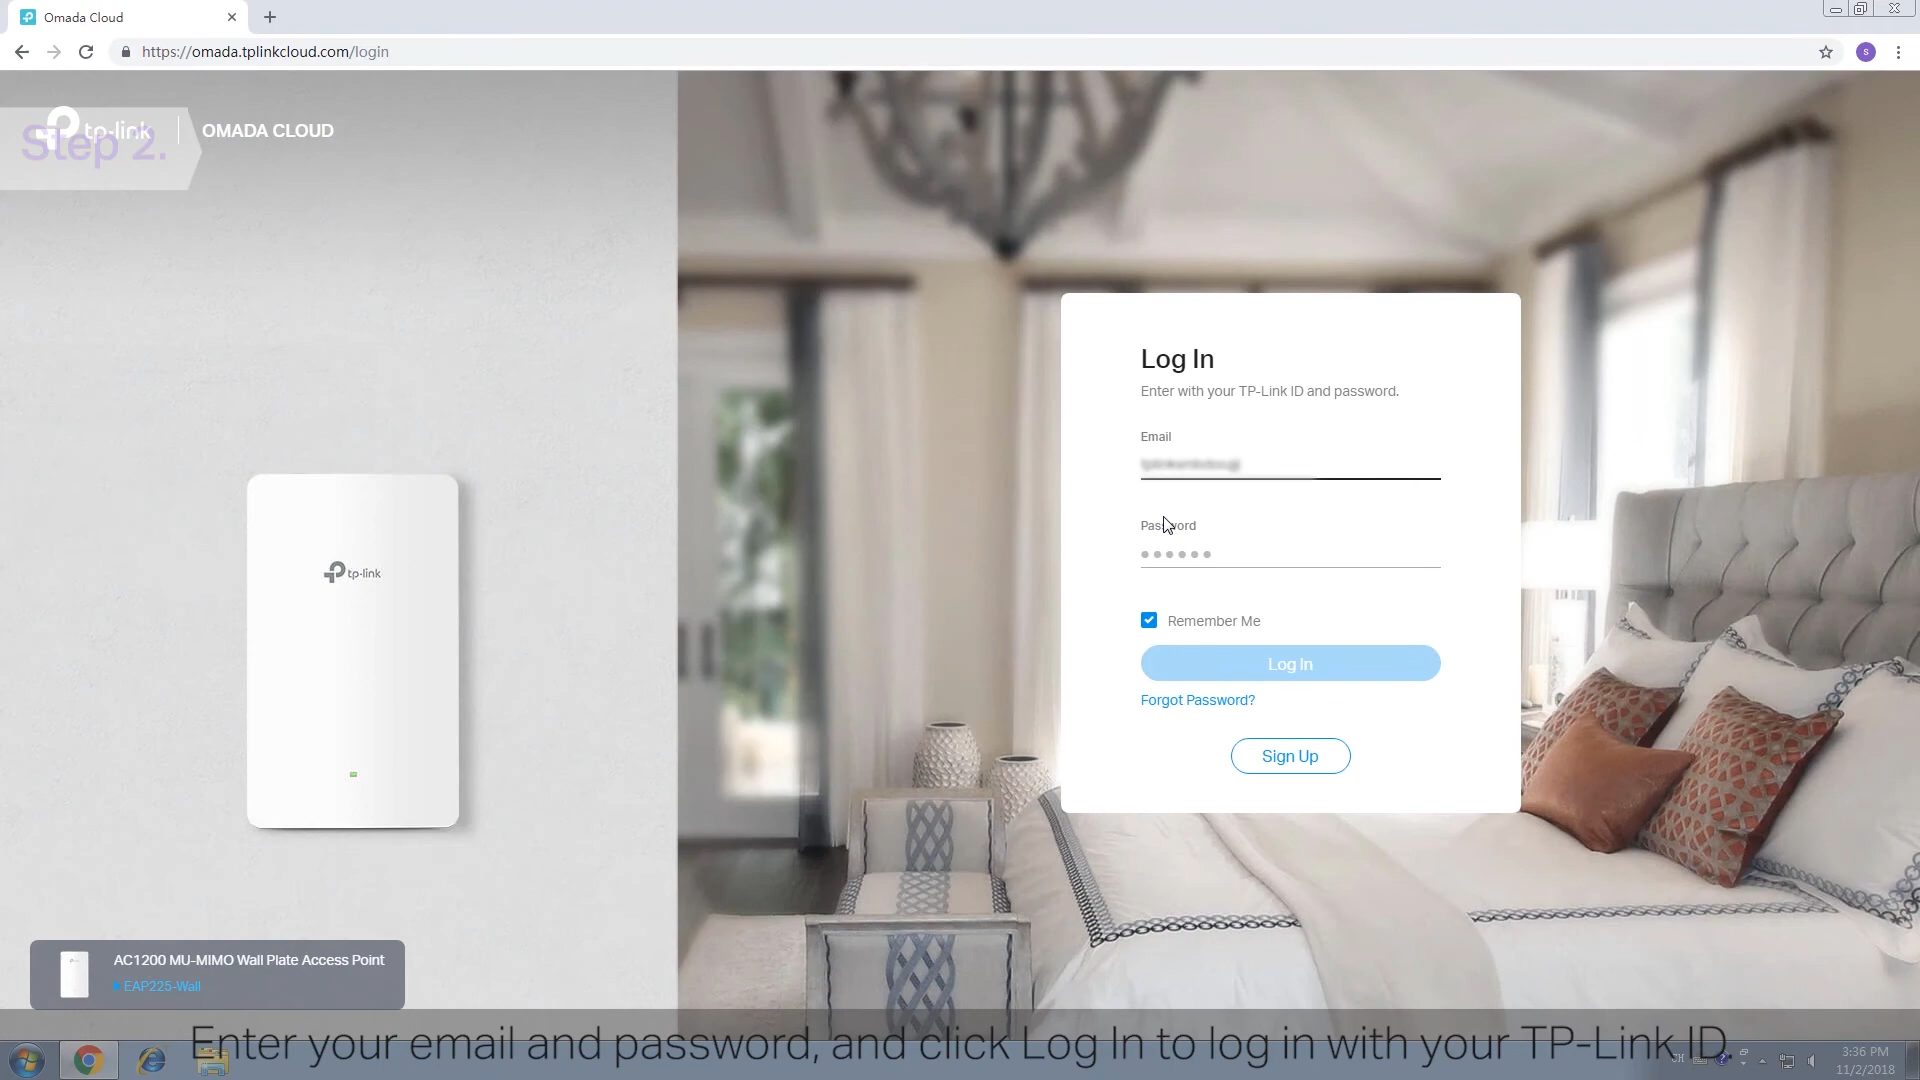 Omada Cloud
https://omada.tplinkcloud.com/login
S
tp-link
OMADA CLOUD
Step 2.
Log In
Enter with your TP-Link ID and password.
Email
Password
Remember Me
Log In
Forgot Password?
Sign Up
tp-link
AC1200 MU-MIMO Wall Plate Access Point
EAP225-Wall
Enter your email and password, and click Log In to log in with your TP-Link ID
CH
3:36 PM
11/2/2018